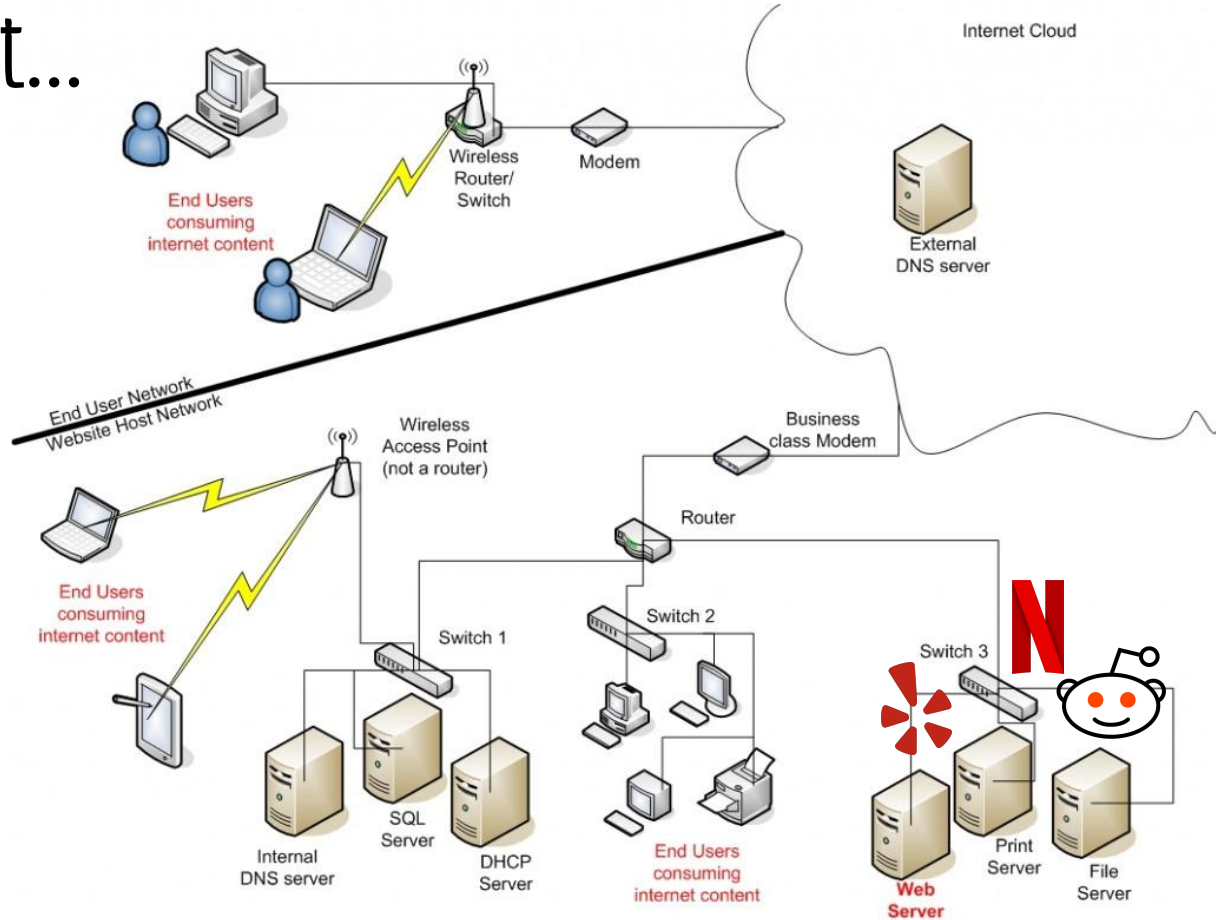 t...
Internet Cloud
Wireless
Router/
Switch
Modem
End Users
consuming
internet content
External
DNS server
End User Network
Website Host Network
Wireless
Access Point
(not a router)
Business
class Modem
Router
End Users
consuming
internet content
Switch 1
Switch 2
Switch 3
N
SQL
Server
Internal
DNS server
DHCP
Server
End Users
consuming
internet content
Web
Server
Print
Server
File
Server